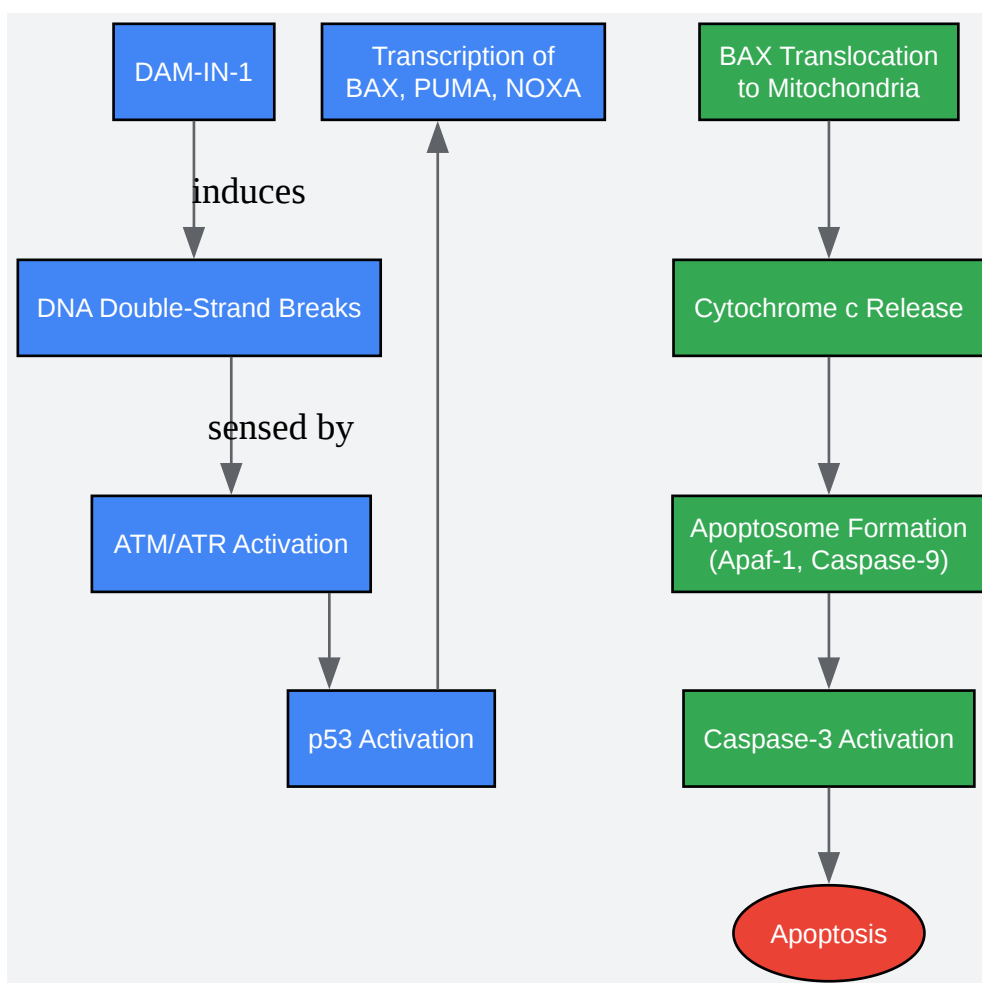 DAM-IN-1
Transcription of
BAX, PUMA, NOXA
BAX Translocation
to Mitochondria
induces
DNA Double-Strand Breaks
Cytochrome c Release
sensed by
ATM/ATR Activation
Apoptosome Formation
(Apaf-1, Caspase-9)
p53 Activation
Caspase-3 Activation
Apoptosis